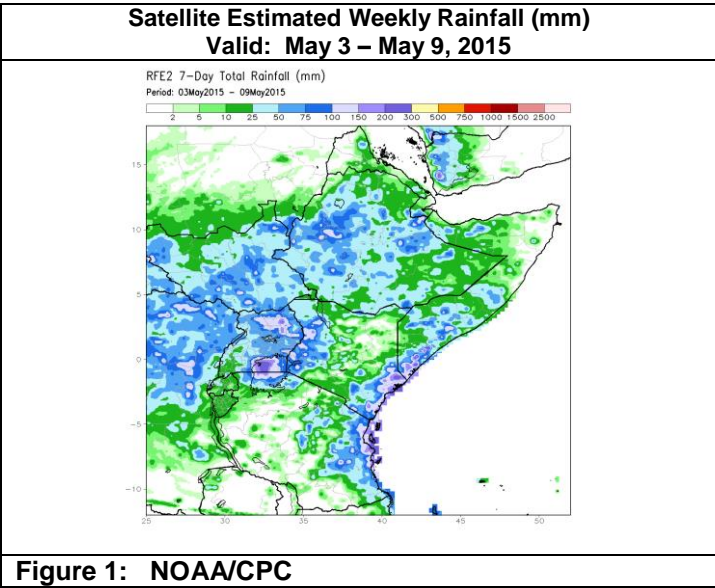 Satellite Estimated Weekly Rainfall (mm)
Valid: May 3 – May 9, 2015
RFE2 7-Day Total Rainfall (mm)
Period: 03May2015 - 09May2015
2 5 10 25 50 75 100 150 200 300 500 750 1000 1500 2500
15
10
5
0
-5
-10
25 30 35 40 45 50
Figure 1: NOAA/CPC